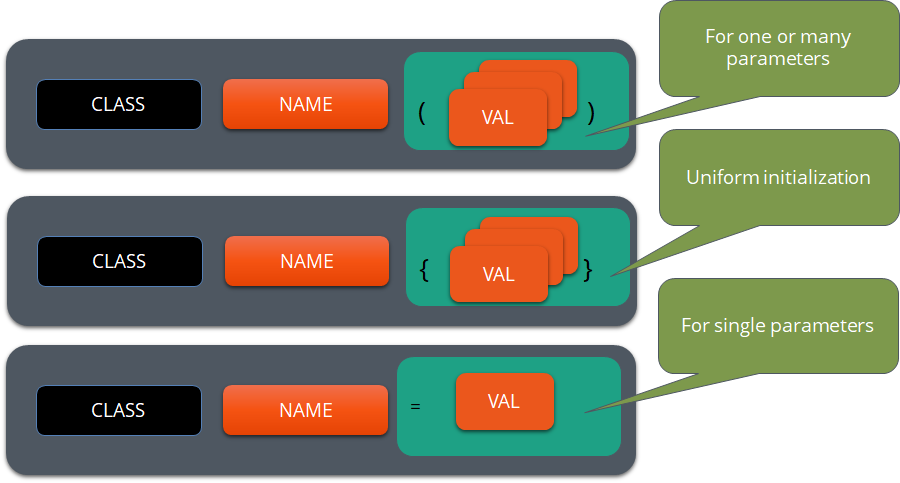 For one or many
parameters
CLASS NAME ( VAL )
Uniform initialization
CLASS NAME { VAL }
For single parameters
CLASS NAME = VAL